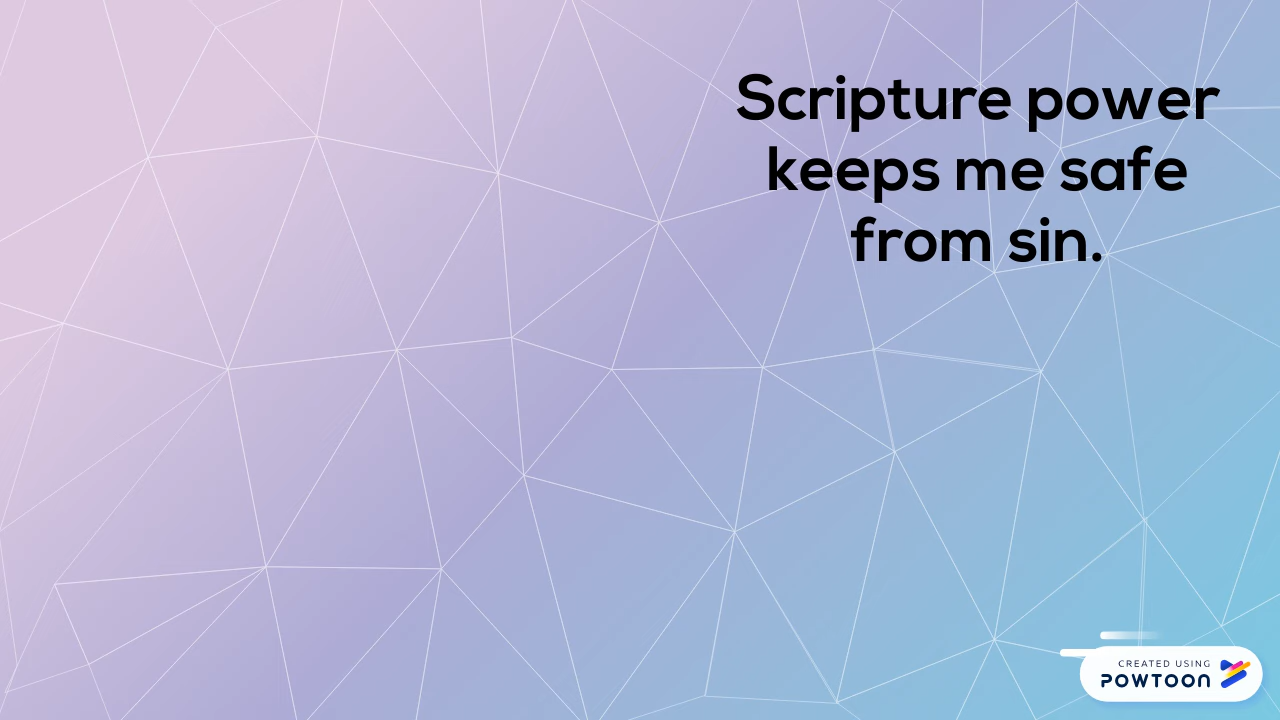 Scripture power
keeps me safe
from sin.
CREATED USING
POWTOON